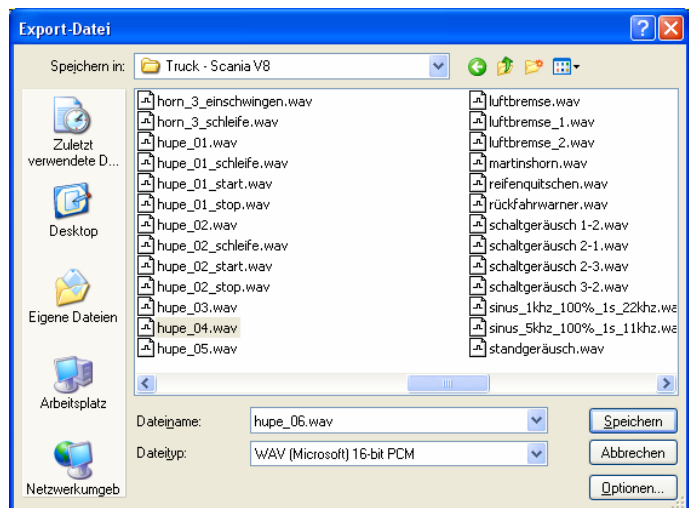 Export-Datei
Speichern in:
Truck - Scania V8
Zuletzt
verwendete D...
Desktop
Eigene Dateien
Arbeitsplatz
Netzwerkumgeb
horn_3_einschwingen.wav
horn_3_schleife.wav
hupe_01.wav
hupe_01_schleife.wav
hupe_01_start.wav
hupe_01_stop.wav
hupe_02.wav
hupe_02_schleife.wav
hupe_02_start.wav
hupe_02_stop.wav
hupe_03.wav
hupe_04.wav
hupe_05.wav
luftbremse.wav
luftbremse_1.wav
luftbremse_2.wav
martinshorn.wav
reifenquitschen.wav
rückfahrwarner.wav
schaltgeräusch 1-2.wav
schaltgeräusch 2-1.wav
schaltgeräusch 2-3.wav
schaltgeräusch 3-2.wav
sinus_1khz_100%_1s_22khz.wa
sinus_5khz_100%_1s_11khz.wa
standgeräusch.wav
Dateiname:
hupe_06.wav
Speichern
Dateityp:
WAV (Microsoft) 16-bit PCM
Abbrechen
Optionen...